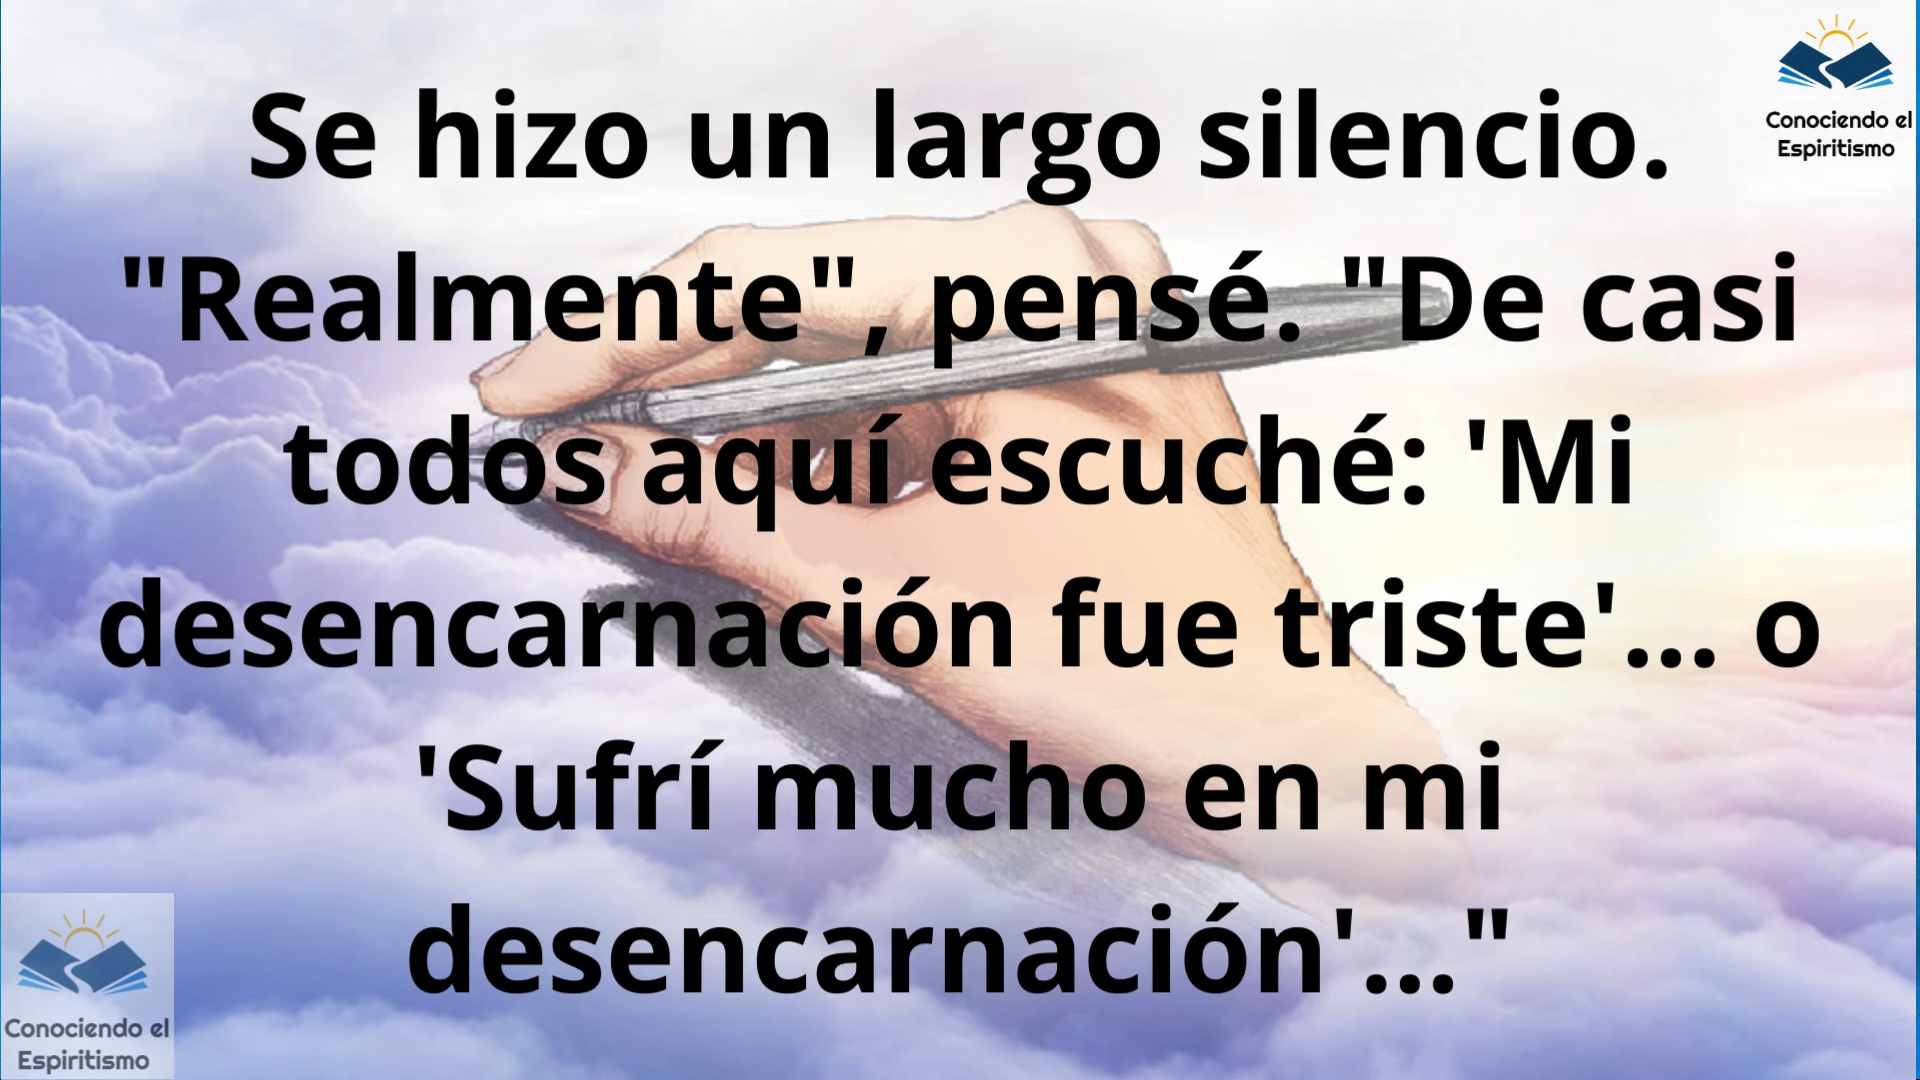 Se hizo un largo silencio.
"Realmente", pensé. "De casi
todos aquí escuché: 'Mi
desencarnación fue triste'... o
'Sufrí mucho en mi
desencarnación'..."
Conociendo el
Espiritismo
Conociendo el
Espiritismo